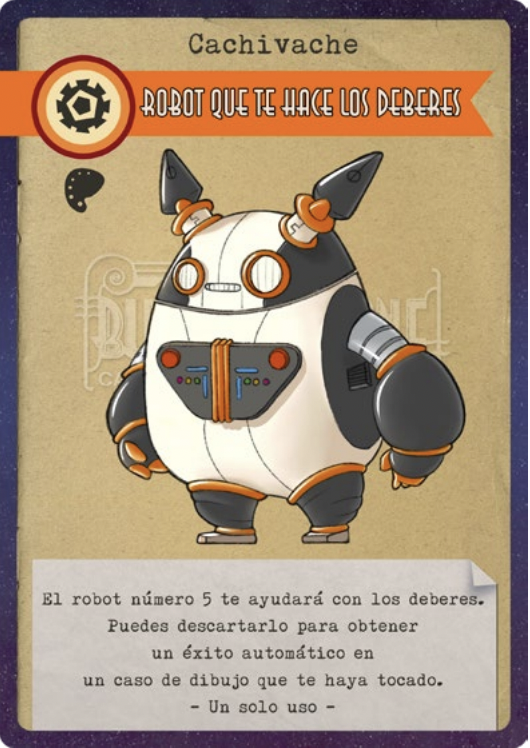 Cachivache
ROBOT QUE TE HACE LOS DEBERES
El robot número 5 te ayudará con los deberes.
Puedes descartarlo para obtener
un éxito automático en
un caso de dibujo que te haya tocado.
- Un solo uso -